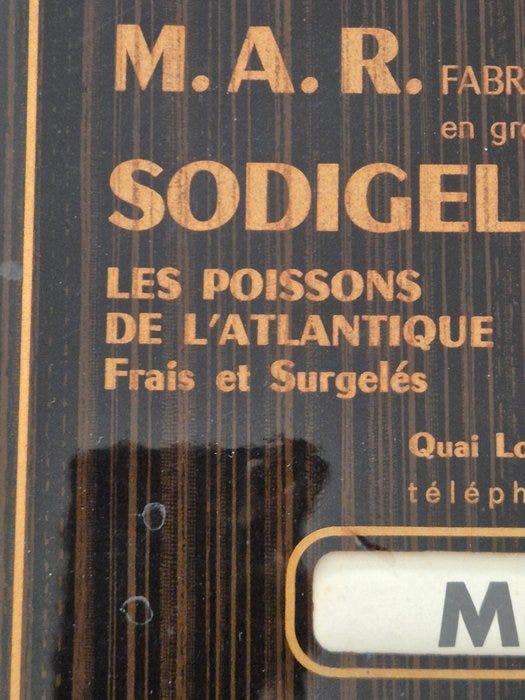 M. A. R. FABR
en gr
SODIGEL
LES POISSONS
DE L'ATLANTIQUE
Frais et Surgelés
Quai Lo
téléph
M